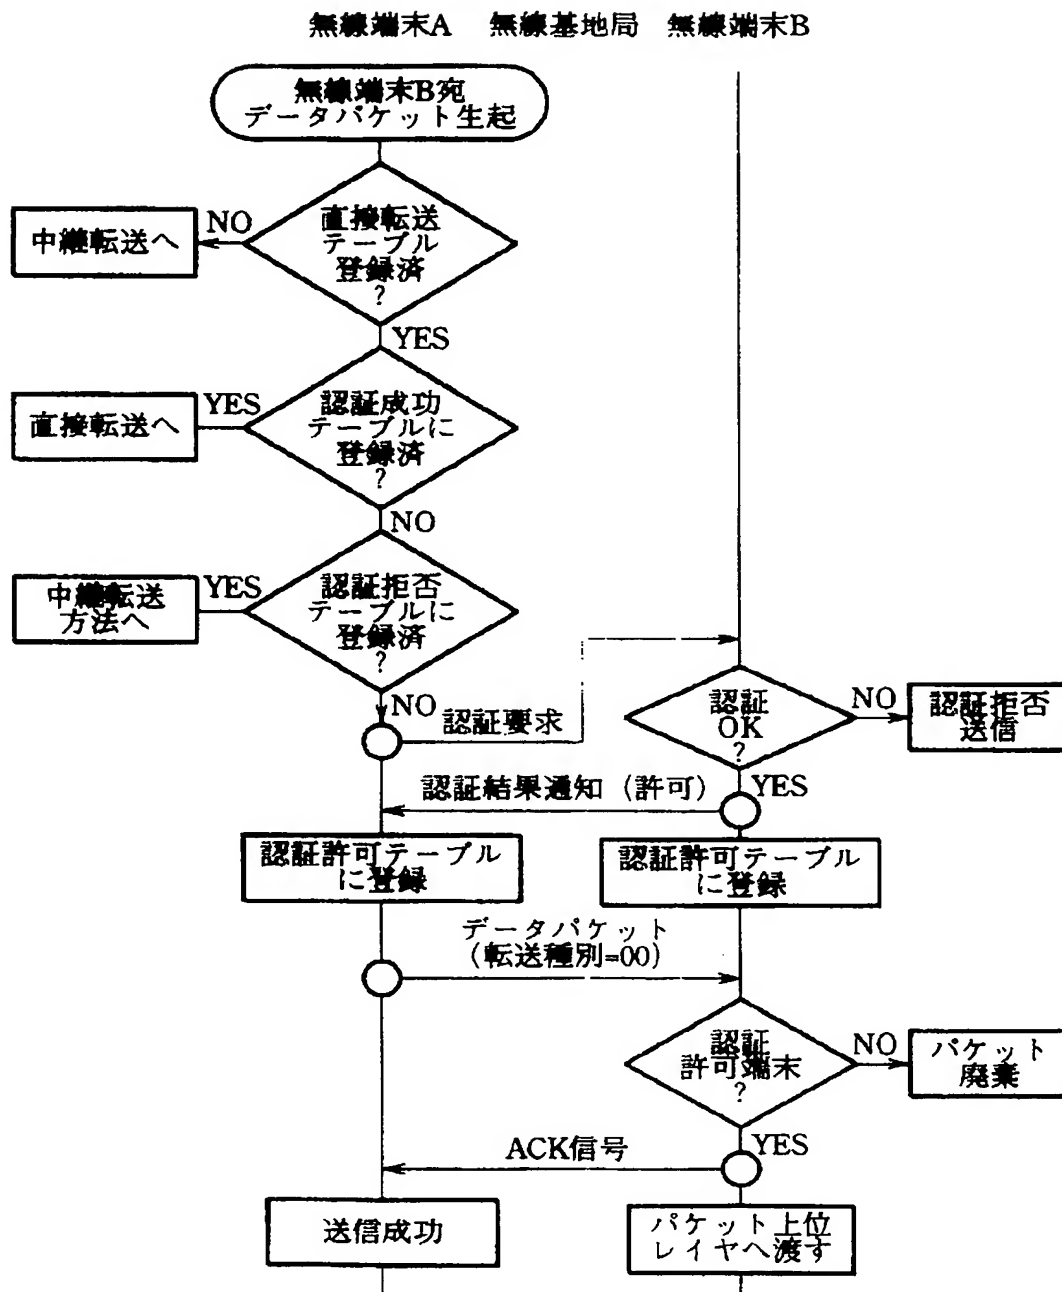 無線端末A 無線基地局 無線端末B
無線端末B宛
データパケット生起
直接転送
テーブル
登録済
?
NO
中継転送へ
YES
認証成功
テーブルに
登録済
?
YES
直接転送へ
NO
認証拒否
テーブルに
登録済
?
YES
中継転送
方法へ
NO
認証要求
認証
OK
?
NO
認証拒否
送信
YES
認証結果通知（許可）
認証許可テーブル
に登録
認証許可テーブル
に登録
データパケット
（転送種別=00）
認証
許可端末
?
NO
パケット
廃棄
YES
ACK信号
送信成功
パケット上位
レイヤへ渡す